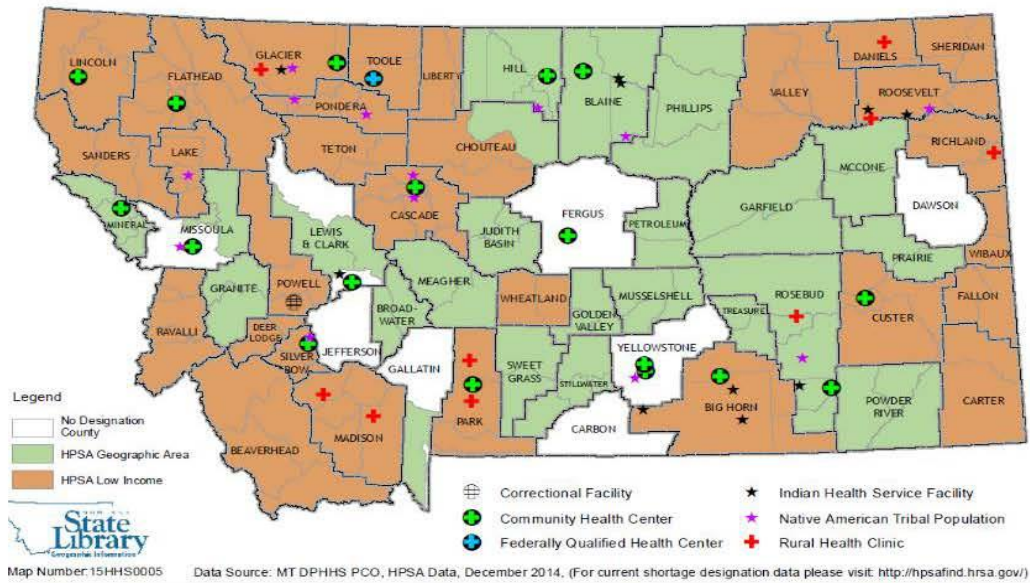 LINCOLN
FLATHEAD
GLACIER
TOOLE
LIBERTY
HILL
BLAINE
PHILLIPS
VALLEY
DANIELS
SHERIDAN
ROOSEVELT
PONDERA
RICHLAND
SANDERS
LAKE
TETON
CHOUTEAU
MCCONE
DAWSON
MINERAL
MISSOULA
LEWIS
& CLARK
CASCADE
JUDITH
BASIN
FERGUS
PETROLEUM
GARFIELD
PRAIRIE
WIBAUX
GRANITE
POWELL
MEAGHER
BROAD-
WATER
WHEATLAND
GOLDEN
VALLEY
MUSSELSHELL
ROSEBUD
TREASURE
CUSTER
FALLON
RAVALLI
DEER
LODGE
SILVER
BOW
JEFFERSON
GALLATIN
PARK
SWEET
GRASS
STILLWATER
YELLOWSTONE
BIG HORN
POWDER
RIVER
CARTER
BEAVERHEAD
MADISON
CARBON
Legend
No Designation
County
HPSA Geographic Area
HPSA Low Income
Correctional Facility
Community Health Center
Federally Qualified Health Center
Indian Health Service Facility
Native American Tribal Population
Rural Health Clinic
State
Library
Geographic Information
Map Number:15HHS0005 Data Source: MT DPHHS PCO, HPSA Data, December 2014, (For current shortage designation data please visit: http://hpsafind.hrsa.gov/)